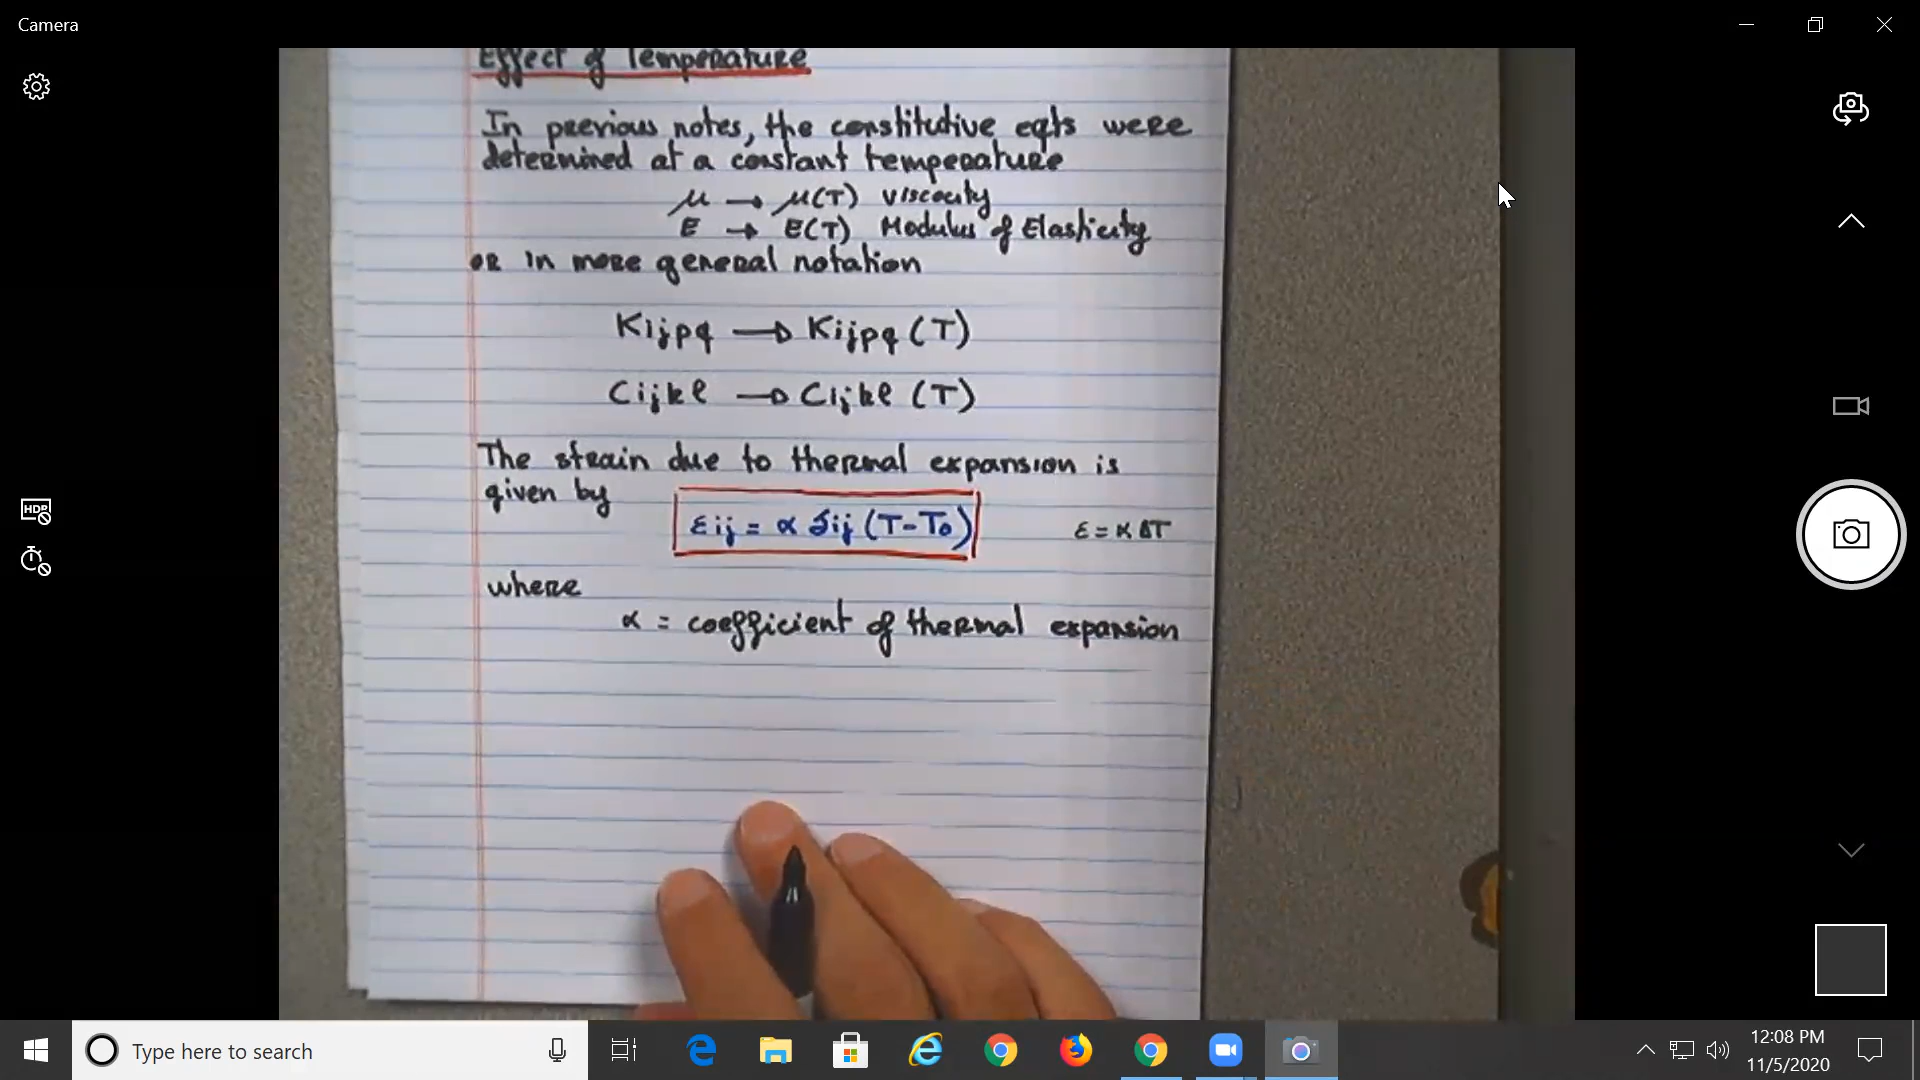 Camera
Effect of Temperature
In previous notes, the constitutive eqts were
determined at a constant temperature
μ → μ(T) viscocity
E → E(T) Modulus of Elasticity
or in more general notation
Kijpq → Kijpq (T)
Cijkl → Cijkl (T)
The strain due to thermal expansion is
given by
εij = α δij (T-To)
ε = α ΔT
where
α = coefficient of thermal expansion
HDR
Type here to search
12:08 PM
11/5/2020